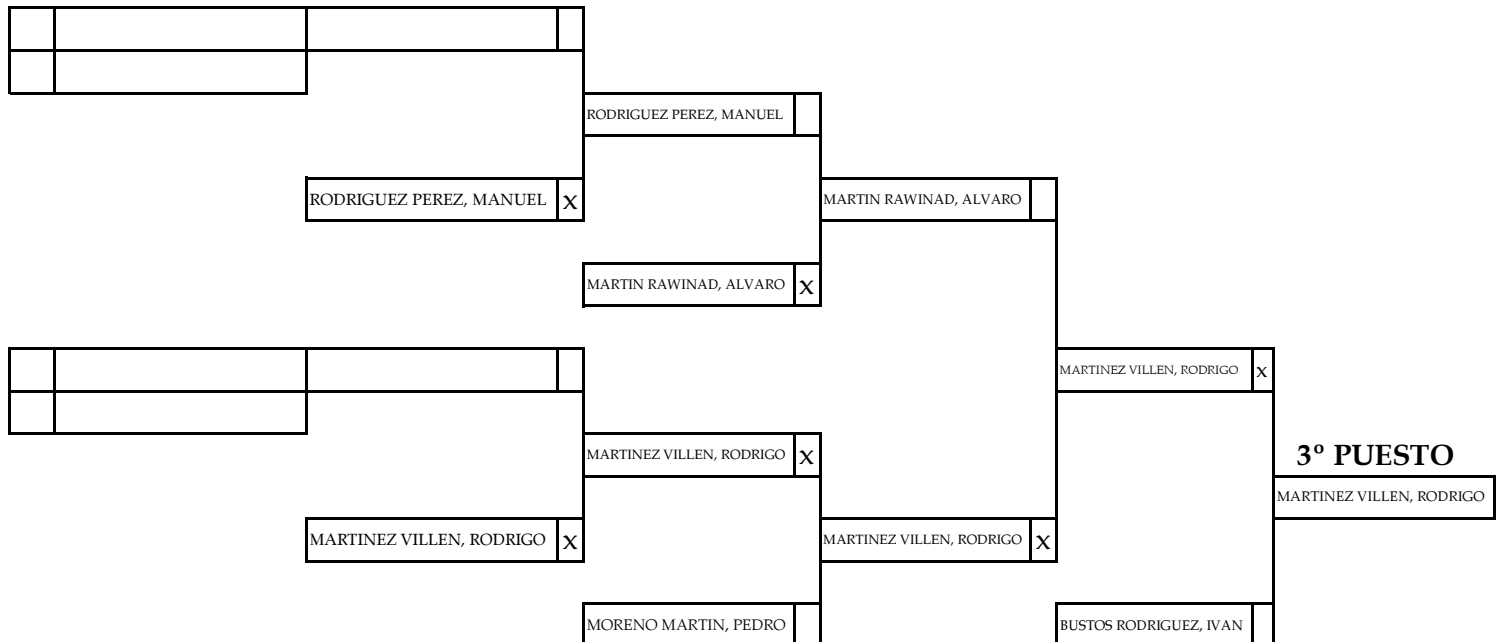 RODRIGUEZ PEREZ, MANUEL
RODRIGUEZ PEREZ, MANUEL x
MARTIN RAWINAD, ALVARO
MARTIN RAWINAD, ALVARO x
MARTINEZ VILLEN, RODRIGO x
MARTINEZ VILLEN, RODRIGO x
3º PUESTO
MARTINEZ VILLEN, RODRIGO
MARTINEZ VILLEN, RODRIGO x
MARTINEZ VILLEN, RODRIGO x
MORENO MARTIN, PEDRO
BUSTOS RODRIGUEZ, IVAN